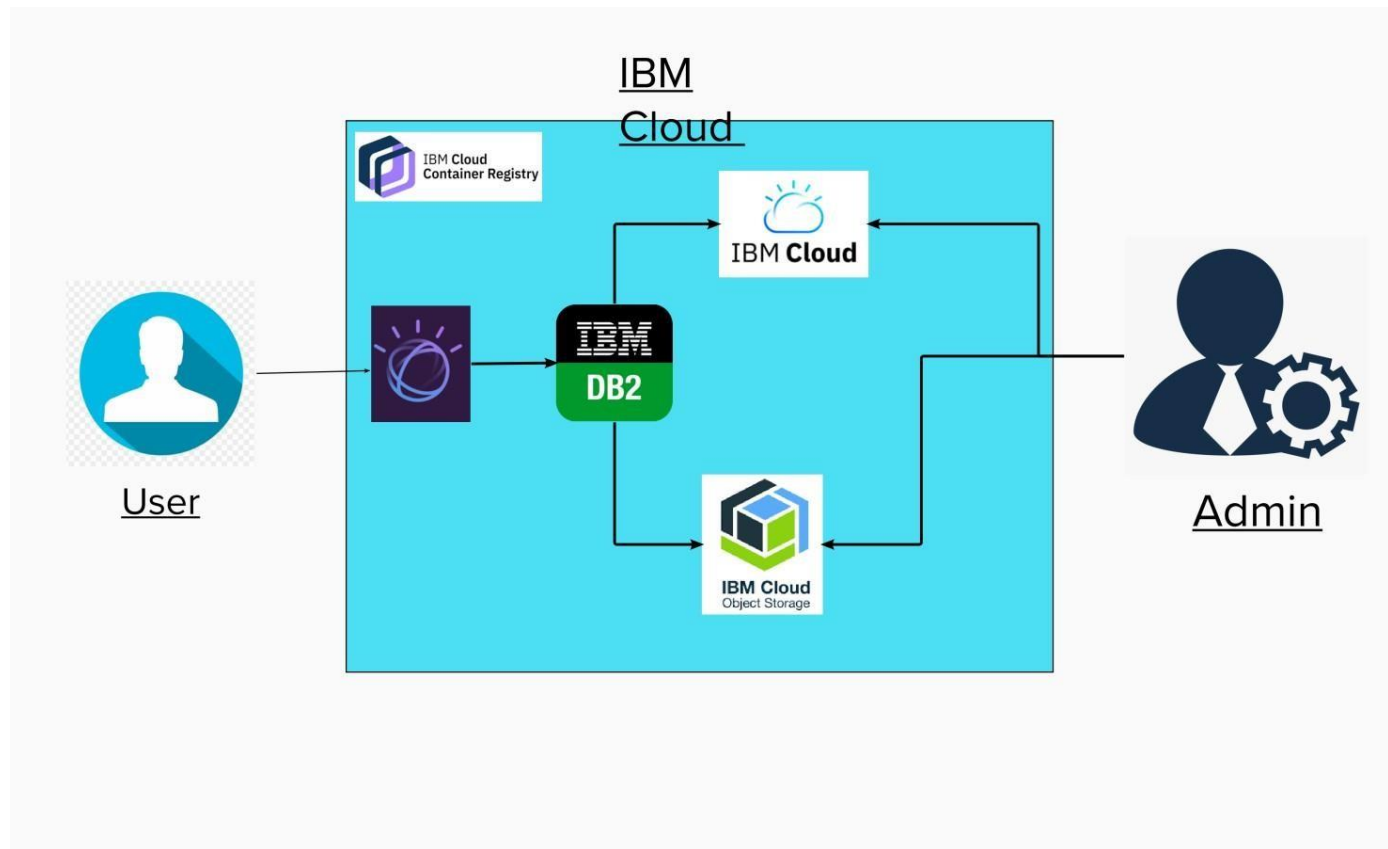 IBM
Cloud
IBM Cloud
Container Registry
IBM Cloud
IBM
DB2
User
IBM Cloud
Object Storage
Admin